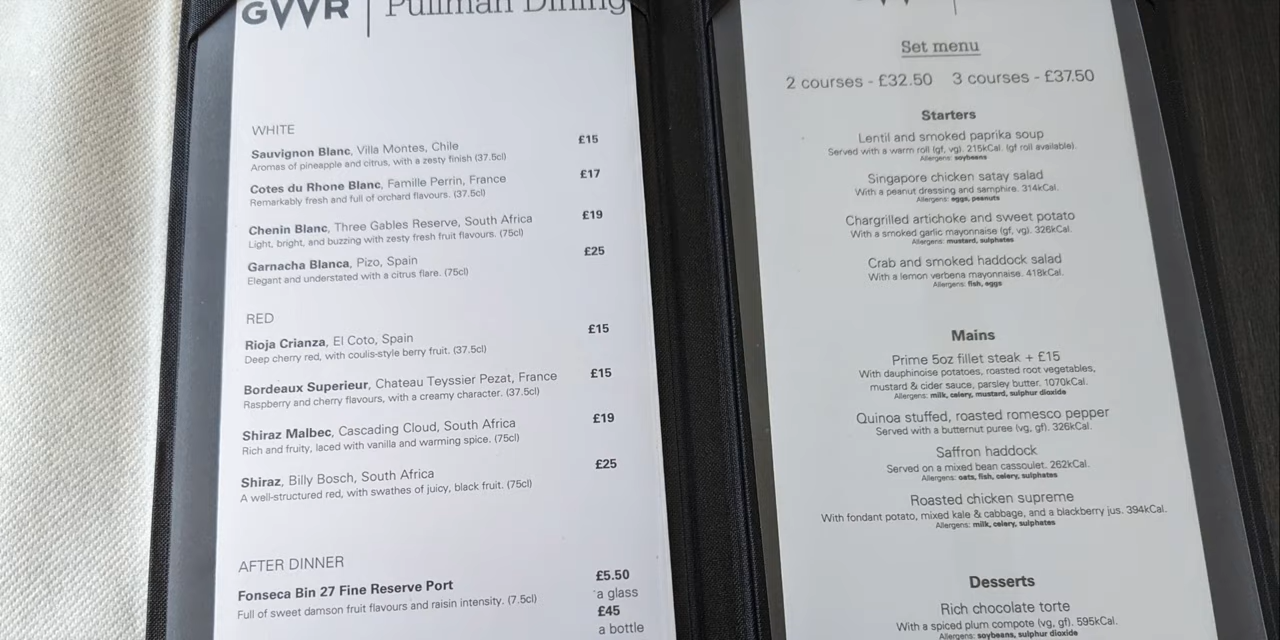 GWR | Pullman Dining
WHITE
Sauvignon Blanc, Villa Montes, Chile £15
Aromas of pineapple and citrus, with a zesty finish (37.5cl)
Cotes du Rhone Blanc, Famille Perrin, France £17
Remarkably fresh and full of orchard flavours. (37.5cl)
Chenin Blanc, Three Gables Reserve, South Africa £19
Light, bright, and buzzing with zesty fresh fruit flavours. (75cl)
Garnacha Blanca, Pizo, Spain £25
Elegant and understated with a citrus flare. (75cl)
RED
Rioja Crianza, El Coto, Spain £15
Deep cherry red, with coulis-style berry fruit. (37.5cl)
Bordeaux Superieur, Chateau Teyssier Pezat, France £15
Raspberry and cherry flavours, with a creamy character. (37.5cl)
Shiraz Malbec, Cascading Cloud, South Africa £19
Rich and fruity, laced with vanilla and warming spice. (75cl)
Shiraz, Billy Bosch, South Africa £25
A well-structured red, with swathes of juicy, black fruit. (75cl)
AFTER DINNER
Fonseca Bin 27 Fine Reserve Port £5.50
Full of sweet damson fruit flavours and raisin intensity. (7.5cl) a glass
£45
a bottle
Set menu
2 courses - £32.50 3 courses - £37.50
Starters
Lentil and smoked paprika soup
Served with a warm roll (gf, vg). 215kCal. (gf roll available).
Allergens: soybeans
Singapore chicken satay salad
With a peanut dressing and samphire. 314kCal.
Allergens: eggs, peanuts
Chargrilled artichoke and sweet potato
With a smoked garlic mayonnaise (gf, vg). 326kCal.
Allergens: mustard, sulphates
Crab and smoked haddock salad
With a lemon verbena mayonnaise. 418kCal.
Allergens: fish, eggs
Mains
Prime 5oz fillet steak + £15
With dauphinoise potatoes, roasted root vegetables,
mustard & cider sauce, parsley butter. 1070kCal.
Allergens: milk, celery, mustard, sulphur dioxide
Quinoa stuffed, roasted romesco pepper
Served with a butternut puree (vg, gf). 326kCal.
Saffron haddock
Served on a mixed bean cassoulet. 262kCal.
Allergens: oats, fish, celery, sulphates
Roasted chicken supreme
With fondant potato, mixed kale & cabbage, and a blackberry jus. 394kCal.
Allergens: milk, celery, sulphates
Desserts
Rich chocolate torte
With a spiced plum compote (vg, gf). 595kCal.
Allergens: soybeans, sulphur dioxide